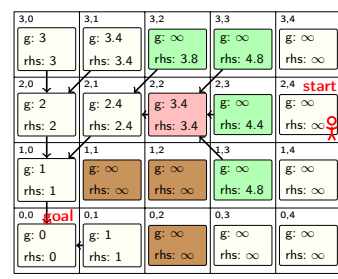 3,0 3,1 3,2 3,3 3,4
g: 3 g: 3.4 g: ∞ g: ∞ g: ∞
rhs: 3 rhs: 3.4 rhs: 3.8 rhs: 4.8 rhs: ∞
2,0 2,1 2,2 2,3 2,4 start
g: 2 g: 2.4 g: 3.4 g: ∞ g: ∞
rhs: 2 rhs: 2.4 rhs: 3.4 rhs: 4.4 rhs: ∞
1,0 1,1 1,2 1,3 1,4
g: 1 g: ∞ g: ∞ g: ∞ g: ∞
rhs: 1 rhs: ∞ rhs: ∞ rhs: 4.8 rhs: ∞
0,0 goal 0,1 0,2 0,3 0,4
g: 0 g: 1 g: ∞ g: ∞ g: ∞
rhs: 0 rhs: 1 rhs: ∞ rhs: ∞ rhs: ∞